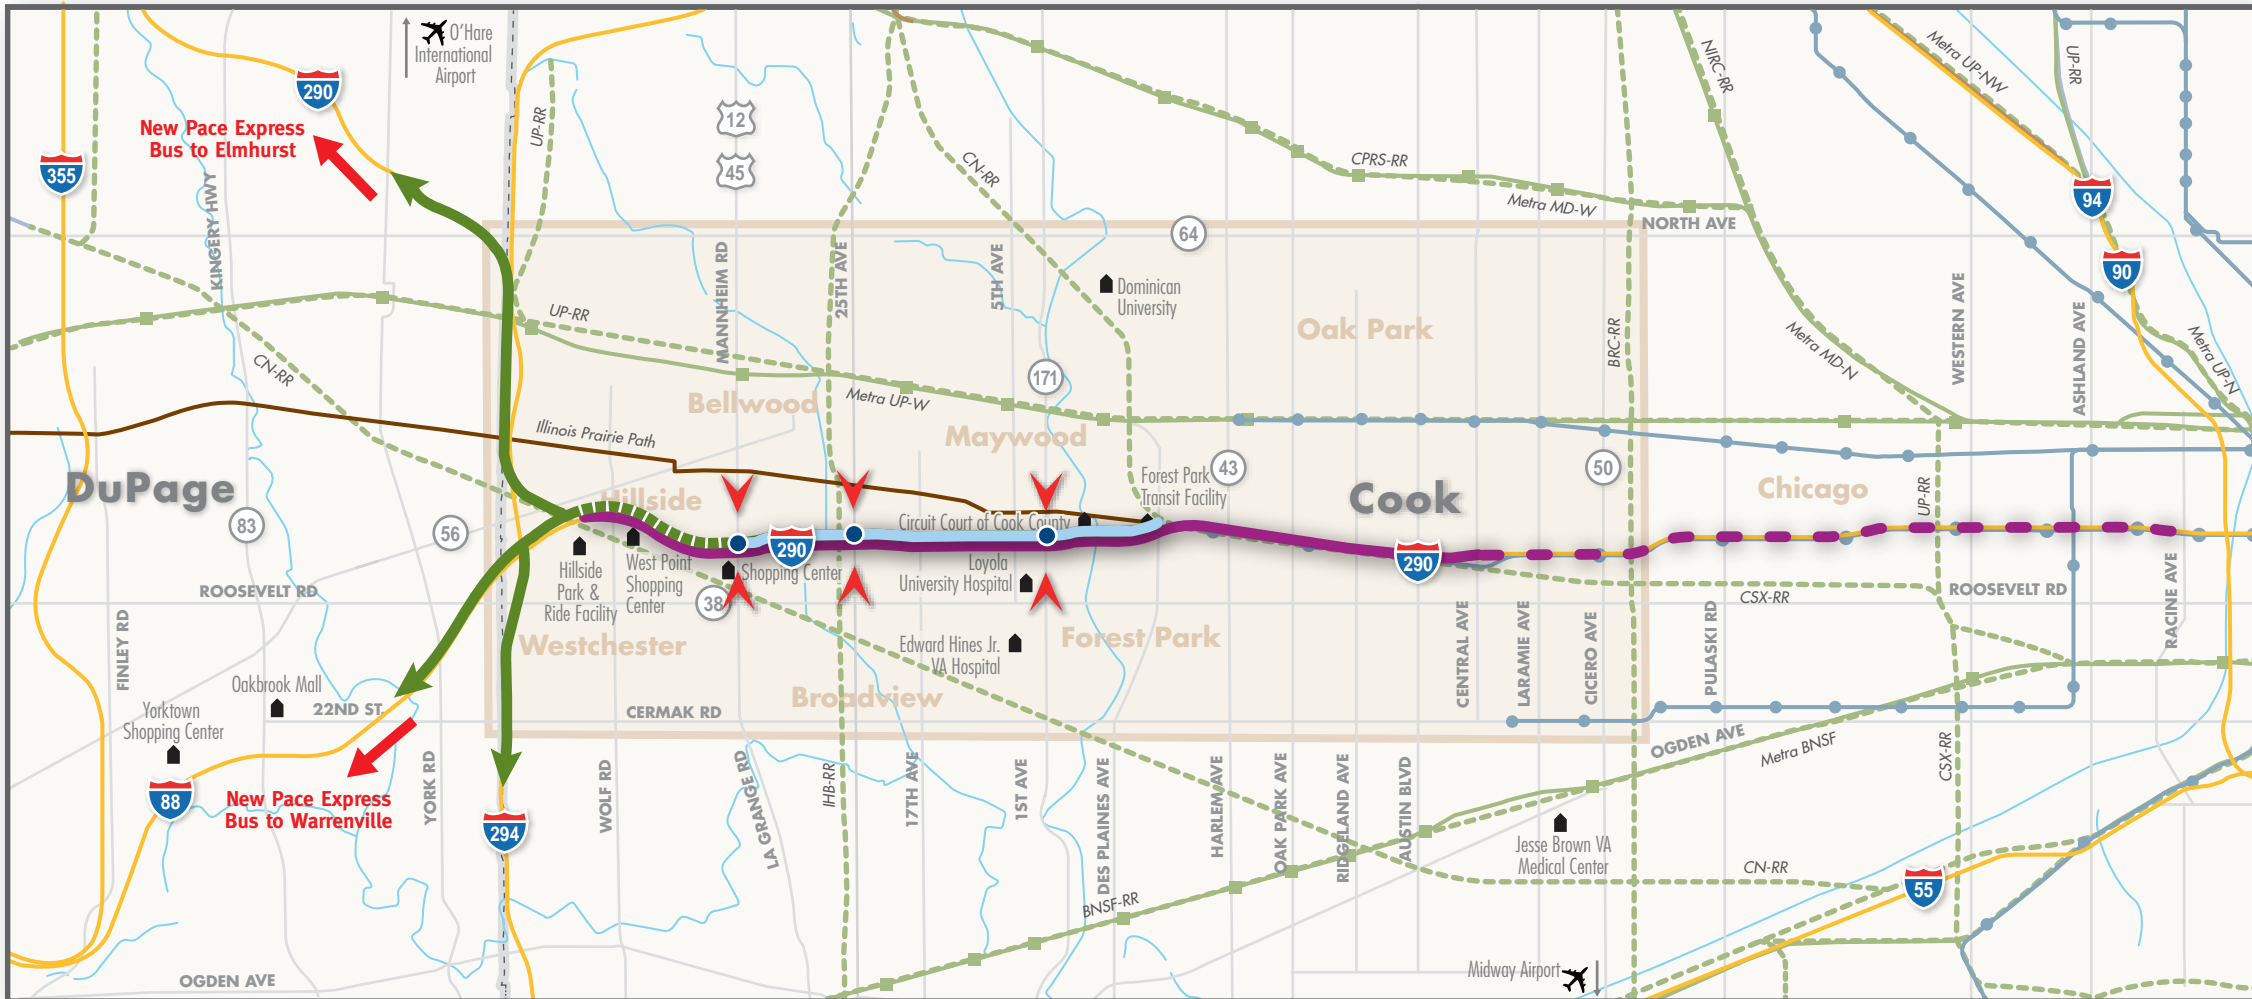 O'Hare
International
Airport
290
New Pace Express
Bus to Elmhurst
355
KINGERY HWY
UP-RR
12
45
CN-RR
CPRS-RR
Metra MD-W
NIRC-RR
Metra UP-NW
UP-RR
94
90
NORTH AVE
64
MANNHEIM RD
25TH AVE
5TH AVE
Dominican
University
Oak Park
BRC-RR
WESTERN AVE
ASHLAND AVE
Metra MD-N
Metra UP-N
UP-RR
CN-RR
171
Bellwood
Metra UP-W
Maywood
Illinois Prairie Path
DuPage
Hillside
43
Forest Park
Transit Facility
Cook
50
Chicago
UP-RR
83
56
Circuit Court of Cook County
290
290
Hillside
Park &
Ride Facility
West Point
Shopping
Center
Shopping Center
Loyola
University Hospital
38
ROOSEVELT RD
CSX-RR
ROOSEVELT RD
RACINE AVE
FINLEY RD
Westchester
Edward Hines Jr.
VA Hospital
Forest Park
CENTRAL AVE
LARAMIE AVE
CICERO AVE
PULASKI RD
Oakbrook Mall
22ND ST.
Yorktown
Shopping Center
CERMAK RD
Broadview
OGDEN AVE
Metra BNSF
CSX-RR
88
New Pace Express
Bus to Warrenville
YORK RD
294
WOLF RD
LA GRANGE RD
IHB-RR
17TH AVE
1ST AVE
DES PLAINES AVE
HARLEM AVE
OAK PARK AVE
RIDGELAND AVE
AUSTIN BLVD
Jesse Brown VA
Medical Center
CN-RR
55
BNSF-RR
Midway Airport
OGDEN AVE